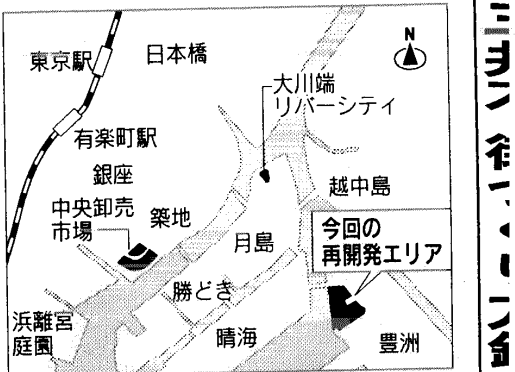 N
東京駅
日本橋
大川端
リバーシティ
有楽町駅
銀座
越中島
中央卸売
市場
築地
月島
今回の
再開発エリア
勝どき
浜離宮
庭園
晴海
豊洲